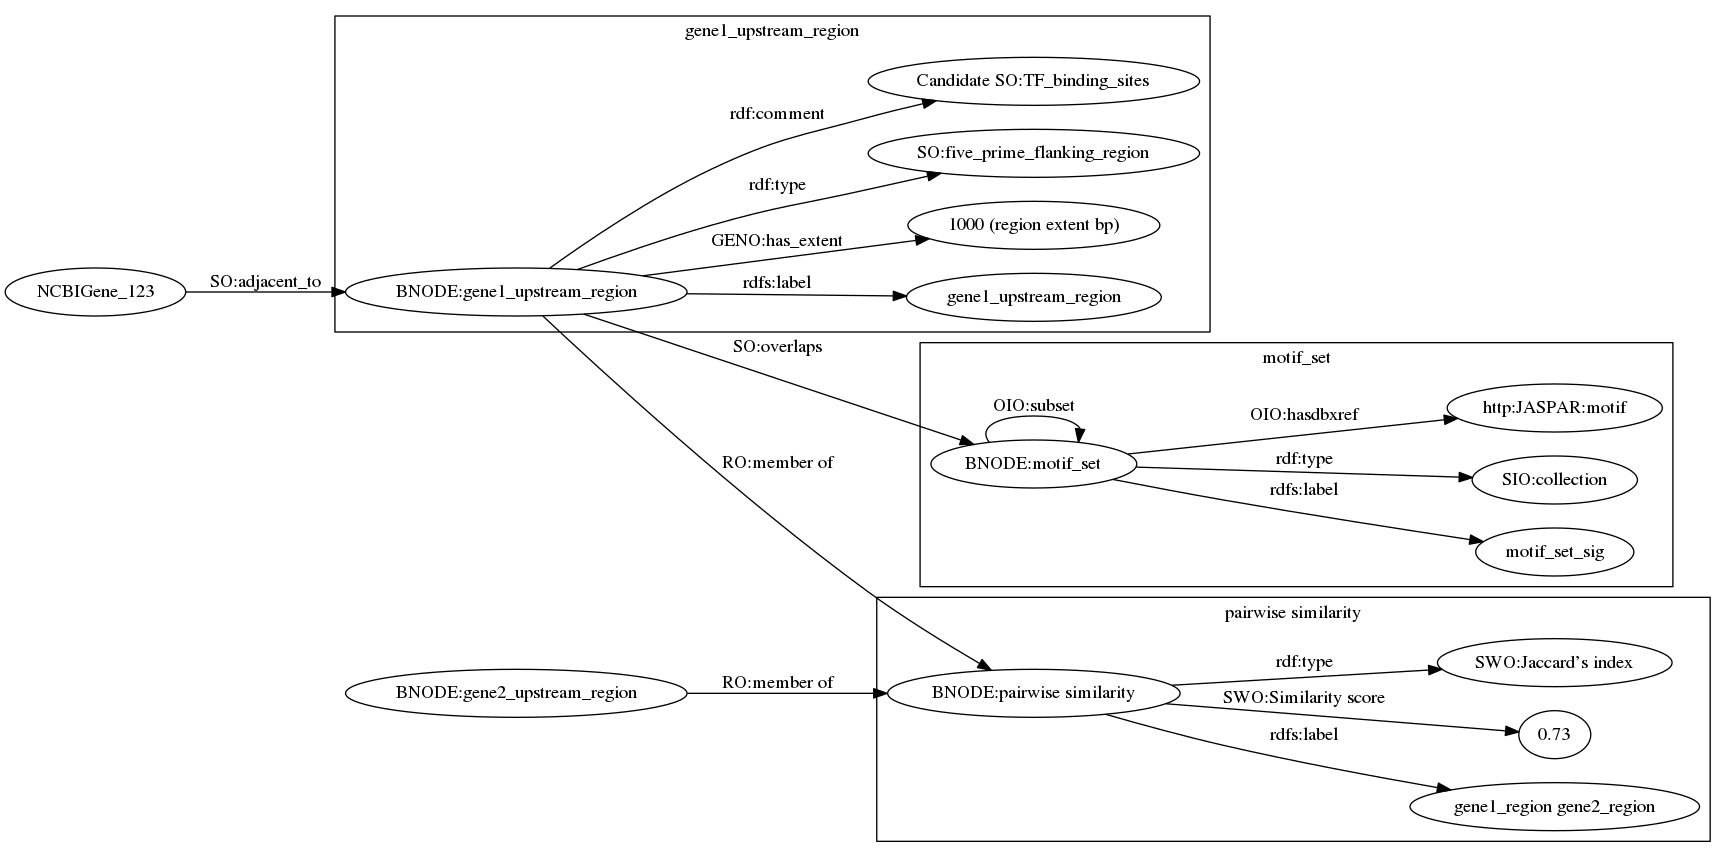 gene1_upstream_region
Candidate SO:TF_binding_sites
rdf:comment
SO:five_prime_flanking_region
rdf:type
1000 (region extent bp)
GENO:has_extent
NCBIGene_123
SO:adjacent_to
BNODE:gene1_upstream_region
rdfs:label
gene1_upstream_region
SO:overlaps
motif_set
OIO:subset
OIO:hasdbxref
http:JASPAR:motif
BNODE:motif_set
rdf:type
SIO:collection
RO:member of
rdfs:label
motif_set_sig
pairwise similarity
rdf:type
SWO:Jaccard's index
BNODE:gene2_upstream_region
RO:member of
BNODE:pairwise similarity
SWO:Similarity score
0.73
rdfs:label
gene1_region gene2_region